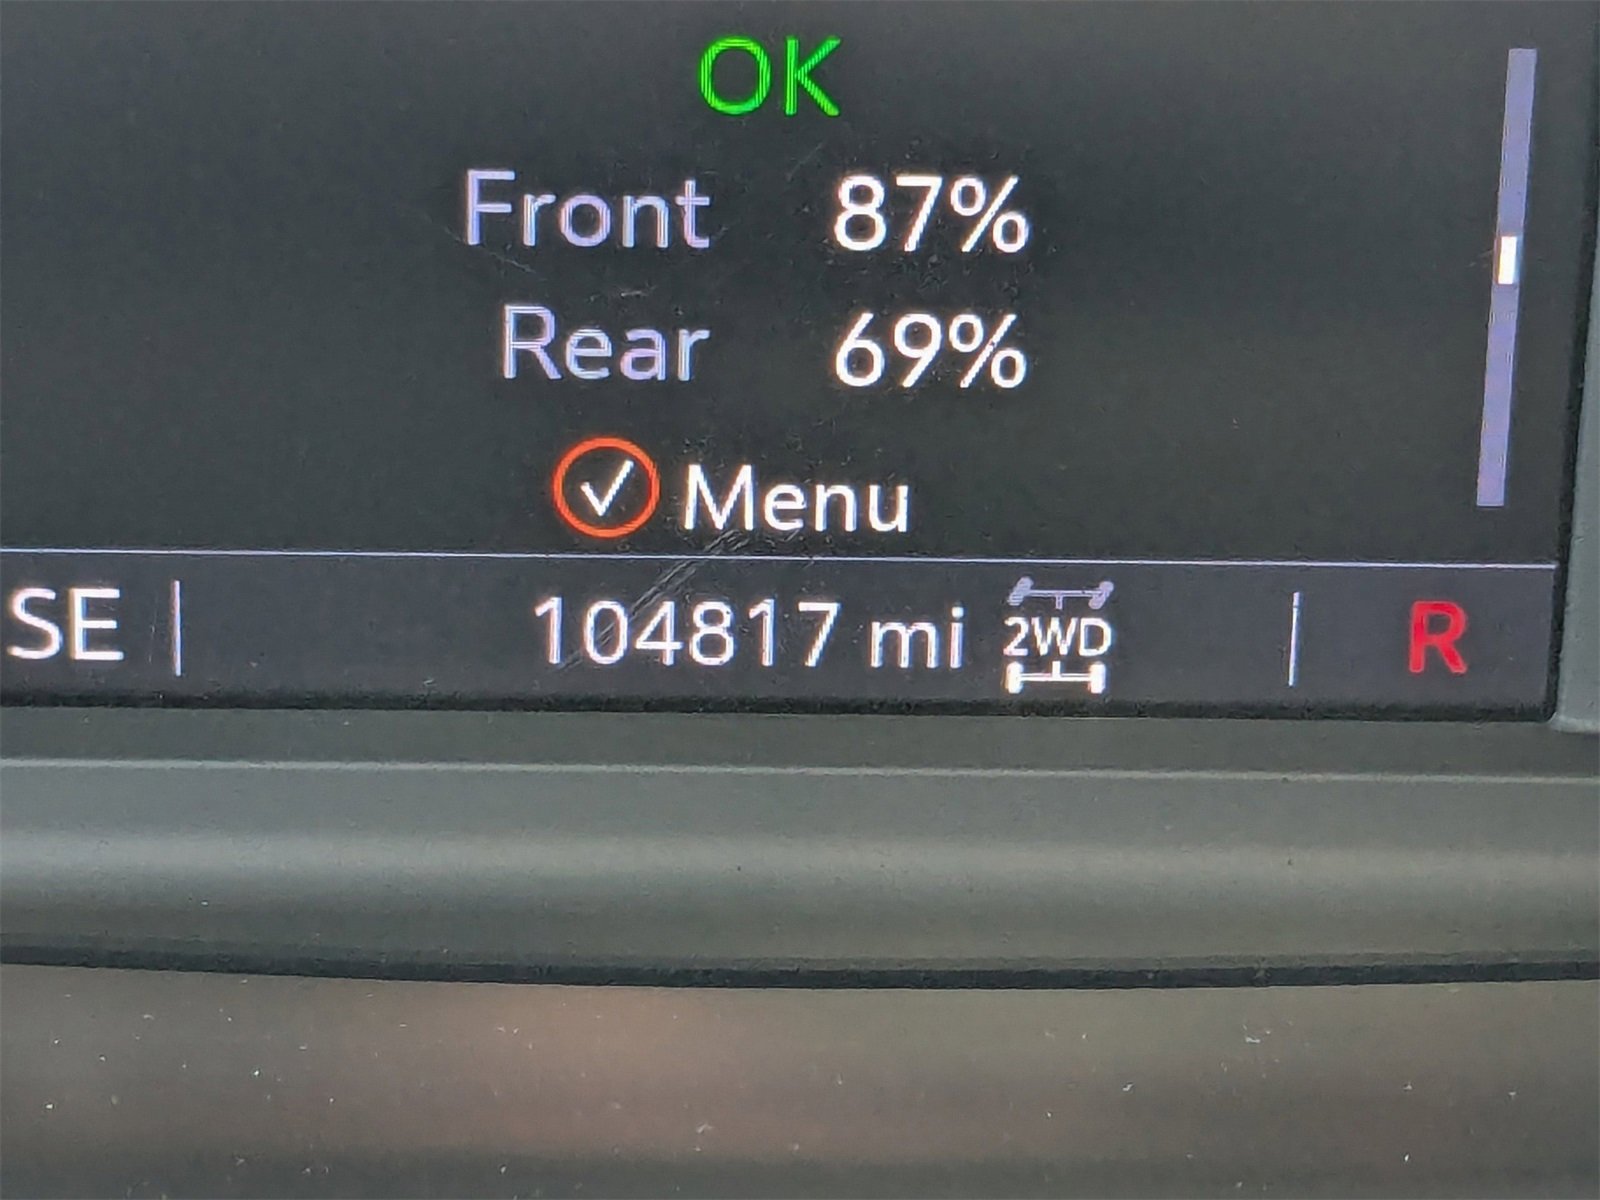 OK
Front 87%
Rear 69%
Menu
SE 104817 mi 2WD R